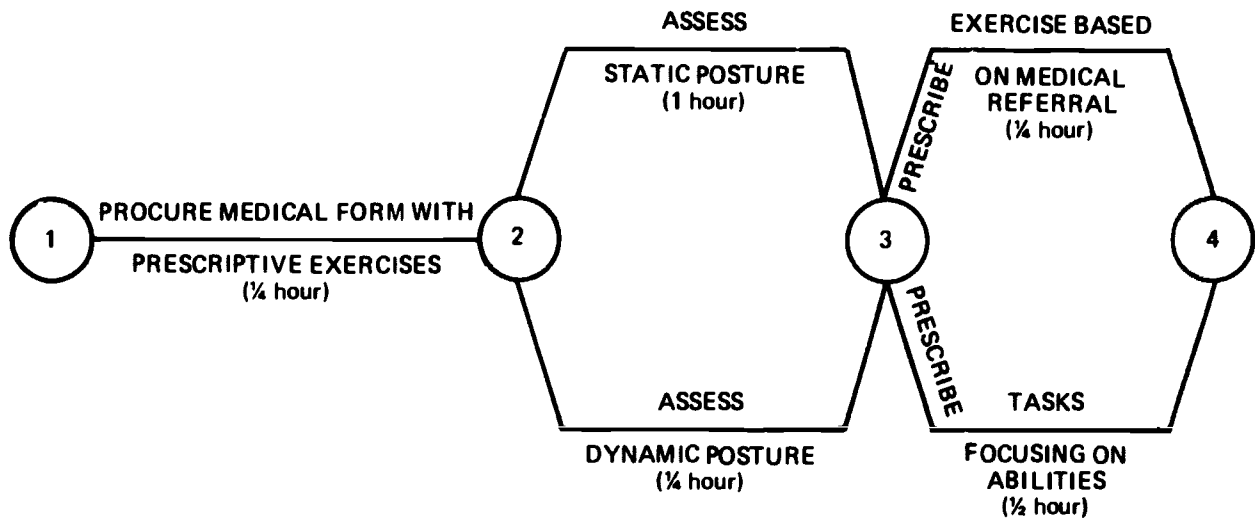 ASSESS
STATIC POSTURE
(1 hour)
PRESCRIBE
EXERCISE BASED
ON MEDICAL
REFERRAL
(¼ hour)
1
PROCURE MEDICAL FORM WITH
PRESCRIPTIVE EXERCISES
(¼ hour)
2
3
4
ASSESS
DYNAMIC POSTURE
(¼ hour)
PRESCRIBE
TASKS
FOCUSING ON
ABILITIES
(½ hour)